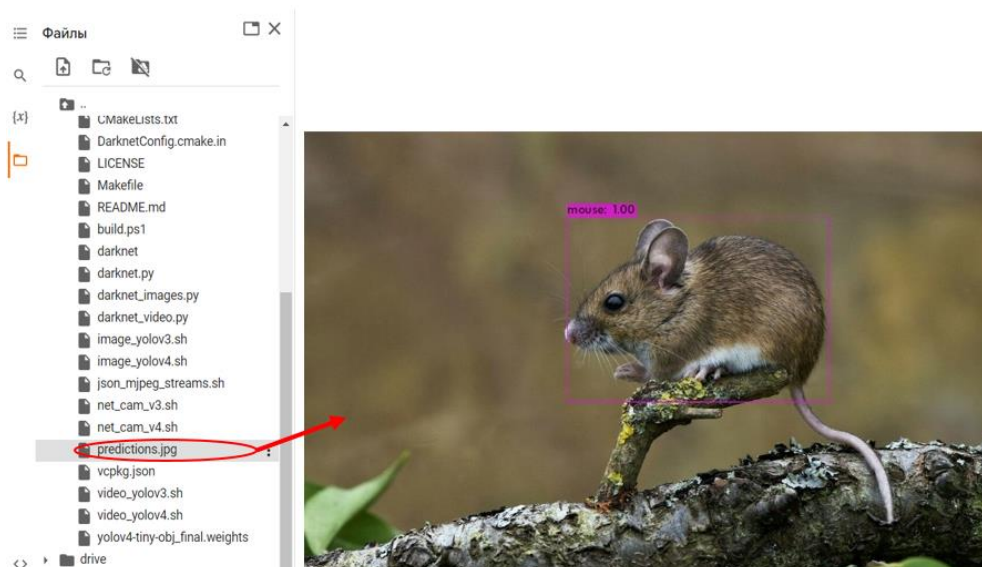 Файлы
{x}
..
CMakeLists.txt
DarknetConfig.cmake.in
LICENSE
Makefile
README.md
build.ps1
darknet
darknet.py
darknet_images.py
darknet_video.py
image_yolov3.sh
image_yolov4.sh
json_mjpeg_streams.sh
net_cam_v3.sh
net_cam_v4.sh
predictions.jpg
vcpkg.json
video_yolov3.sh
video_yolov4.sh
yolov4-tiny-obj_final.weights
drive
mouse: 1.00